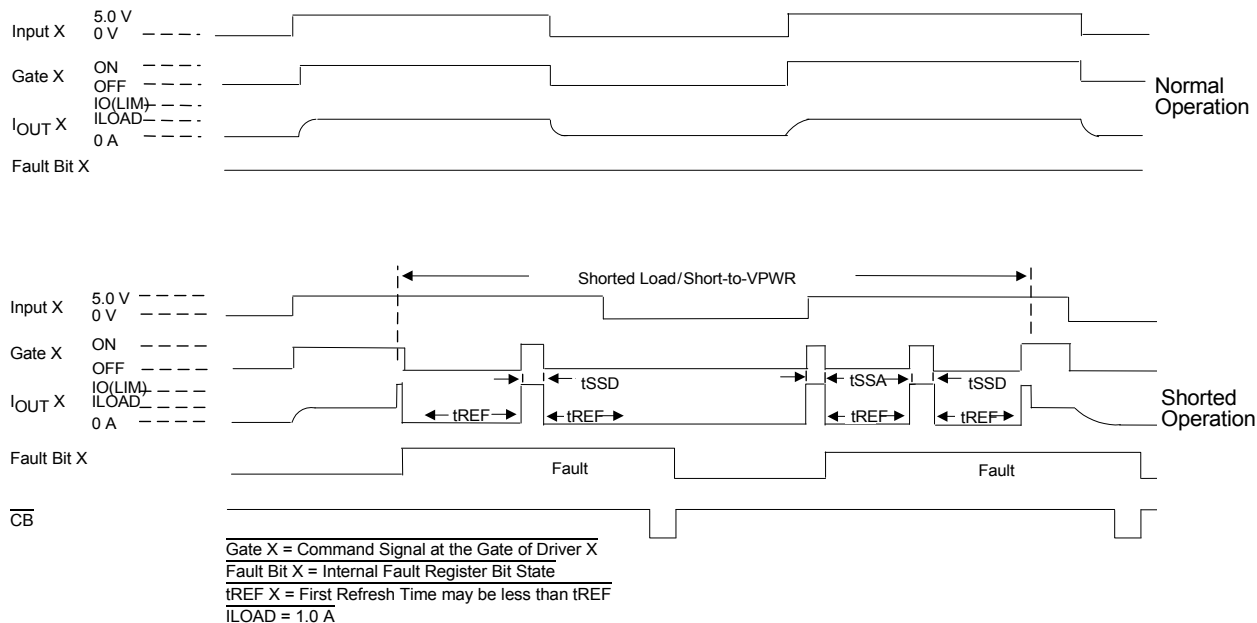 Input X
5.0 V
0 V
Gate X
ON
OFF
IOUT X
IO(LIM)
ILOAD
0 A
Fault Bit X
Normal
Operation
Shorted Load/Short-to-VPWR
Input X
5.0 V
0 V
Gate X
ON
OFF
tSSD
tSSA
tSSD
IOUT X
IO(LIM)
ILOAD
0 A
tREF
tREF
tREF
tREF
Shorted
Operation
Fault Bit X
Fault
Fault
CB
Gate X = Command Signal at the Gate of Driver X
Fault Bit X = Internal Fault Register Bit State
tREF X = First Refresh Time may be less than tREF
ILOAD = 1.0 A